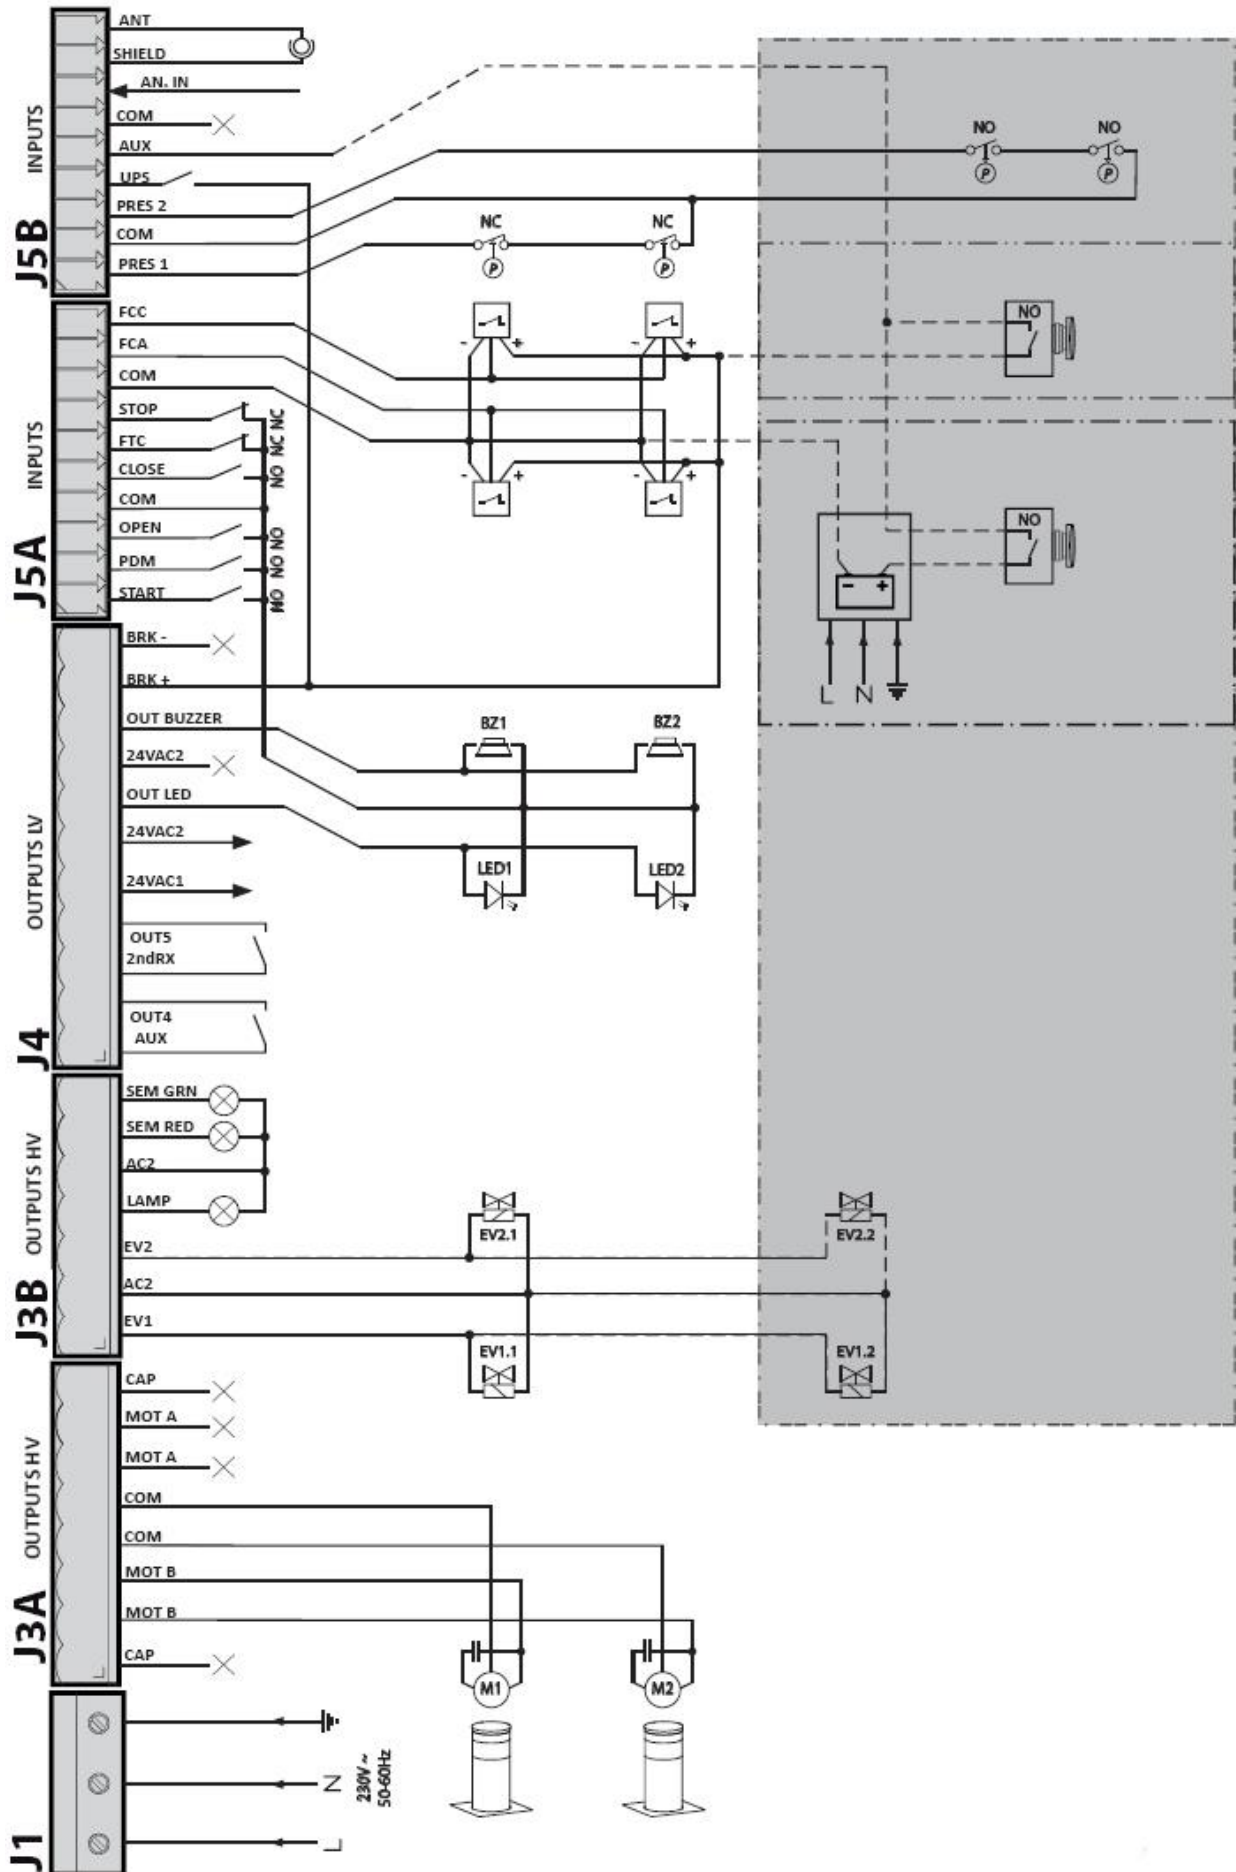 J5B
INPUTS
ANT
SHIELD
AN. IN
COM
AUX
UPS
PRES 2
COM
PRES 1
NO
NO
P
P
NC
NC
P
P
J5A
INPUTS
FCC
FCA
COM
STOP
FTC
CLOSE
COM
OPEN
PDM
START
NC
NC
NO
NO
NO
NO
- +
- +
- +
- +
NO
NO
- +
L N
J4
OUTPUTS LV
BRK -
BRK +
OUT BUZZER
24VAC2
OUT LED
24VAC2
24VAC1
OUT5
2ndRX
OUT4
AUX
BZ1
BZ2
LED1
LED2
J3B
OUTPUTS HV
SEM GRN
SEM RED
AC2
LAMP
EV2
AC2
EV1
EV2.1
EV2.2
EV1.1
EV1.2
J3A
OUTPUTS HV
CAP
MOT A
MOT A
COM
COM
MOT B
MOT B
CAP
M1
M2
J1
N
L
230V ~
50-60Hz